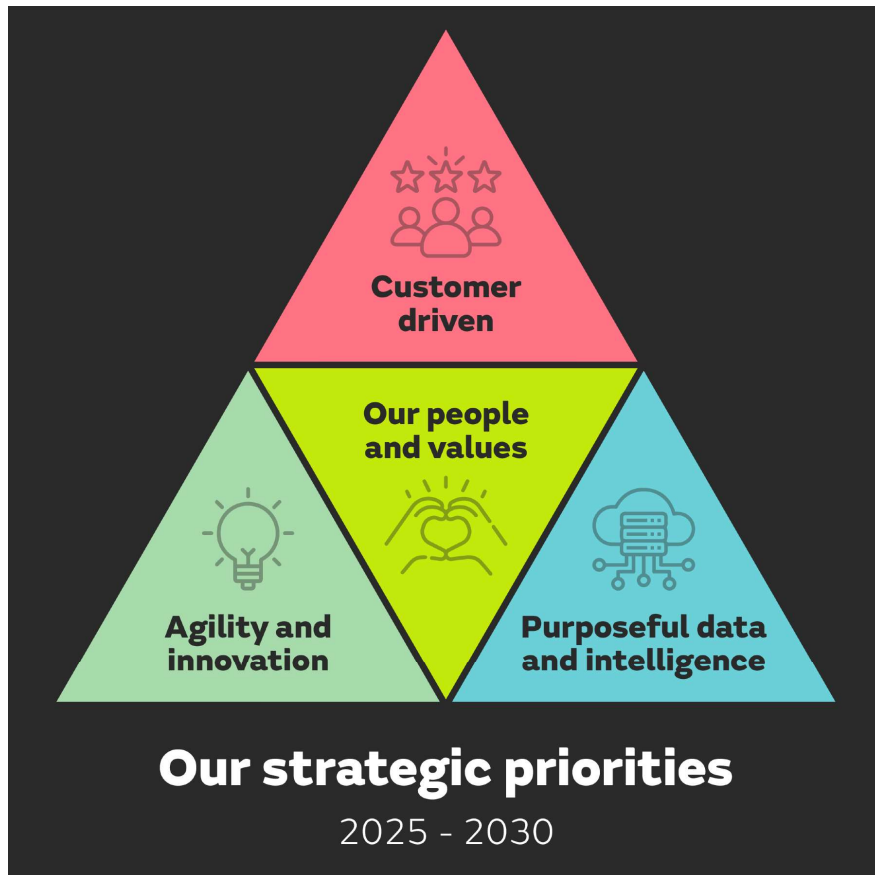 Customer
driven
Our people
and values
Agility and
innovation
Purposeful data
and intelligence
Our strategic priorities
2025 - 2030